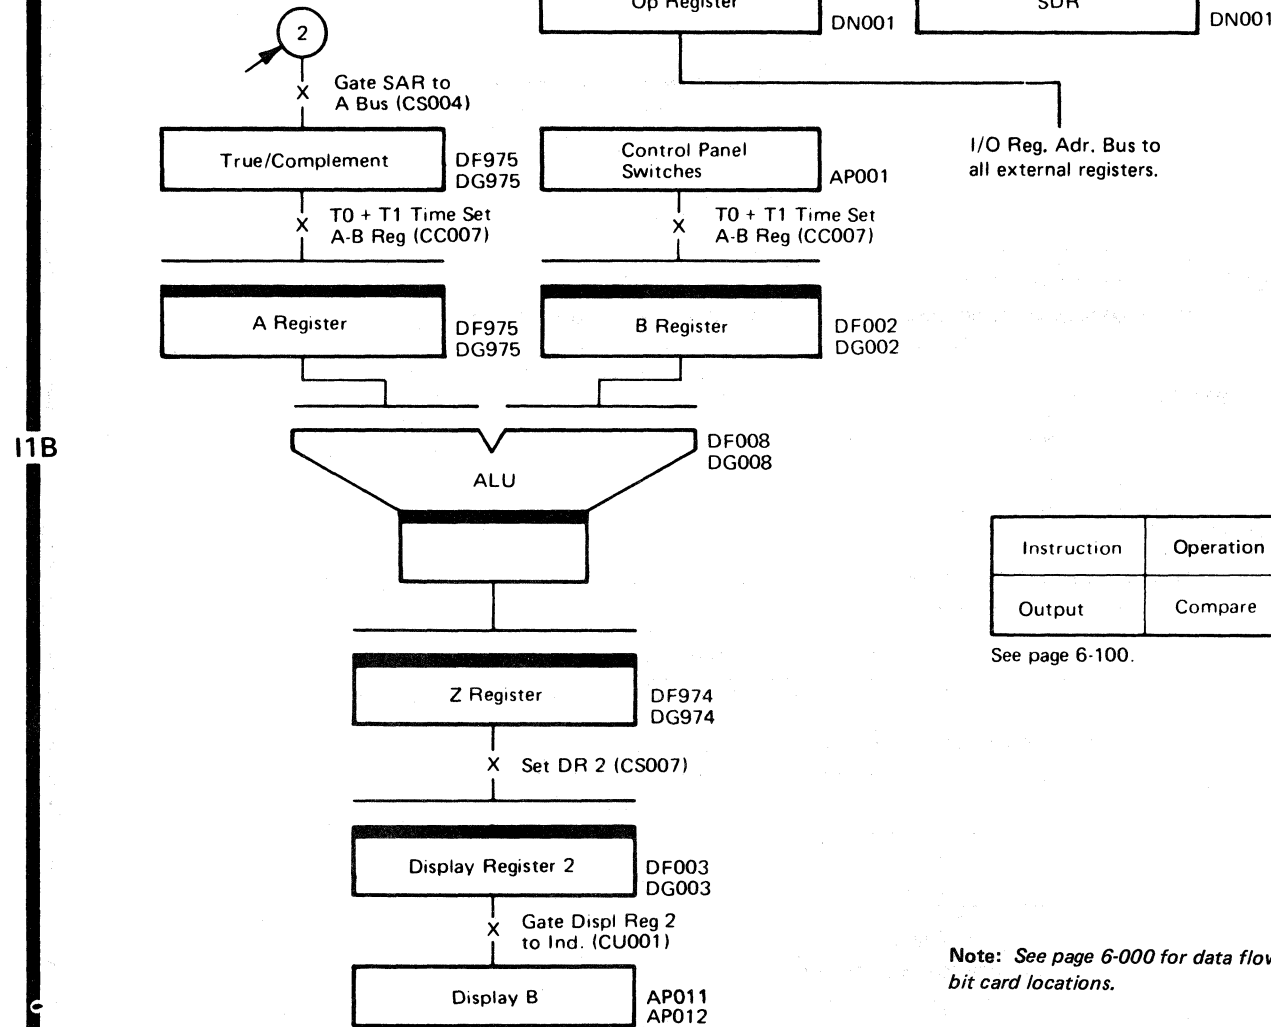 Op Register
DN001
SDR
DN001
2
Gate SAR to
A Bus (CS004)
True/Complement
DF975
DG975
Control Panel
Switches
AP001
I/O Reg. Adr. Bus to
all external registers.
X
T0 + T1 Time Set
A-B Reg (CC007)
X
T0 + T1 Time Set
A-B Reg (CC007)
X
A Register
DF975
DG975
B Register
DF002
DG002
I1B
ALU
DF008
DG008
Instruction
Operation
Output
Compare
See page 6-100.
Z Register
DF974
DG974
X
Set DR 2 (CS007)
Display Register 2
DF003
DG003
X
Gate Displ Reg 2
to Ind. (CU001)
Display B
AP011
AP012
Note: See page 6-000 for data flow
bit card locations.